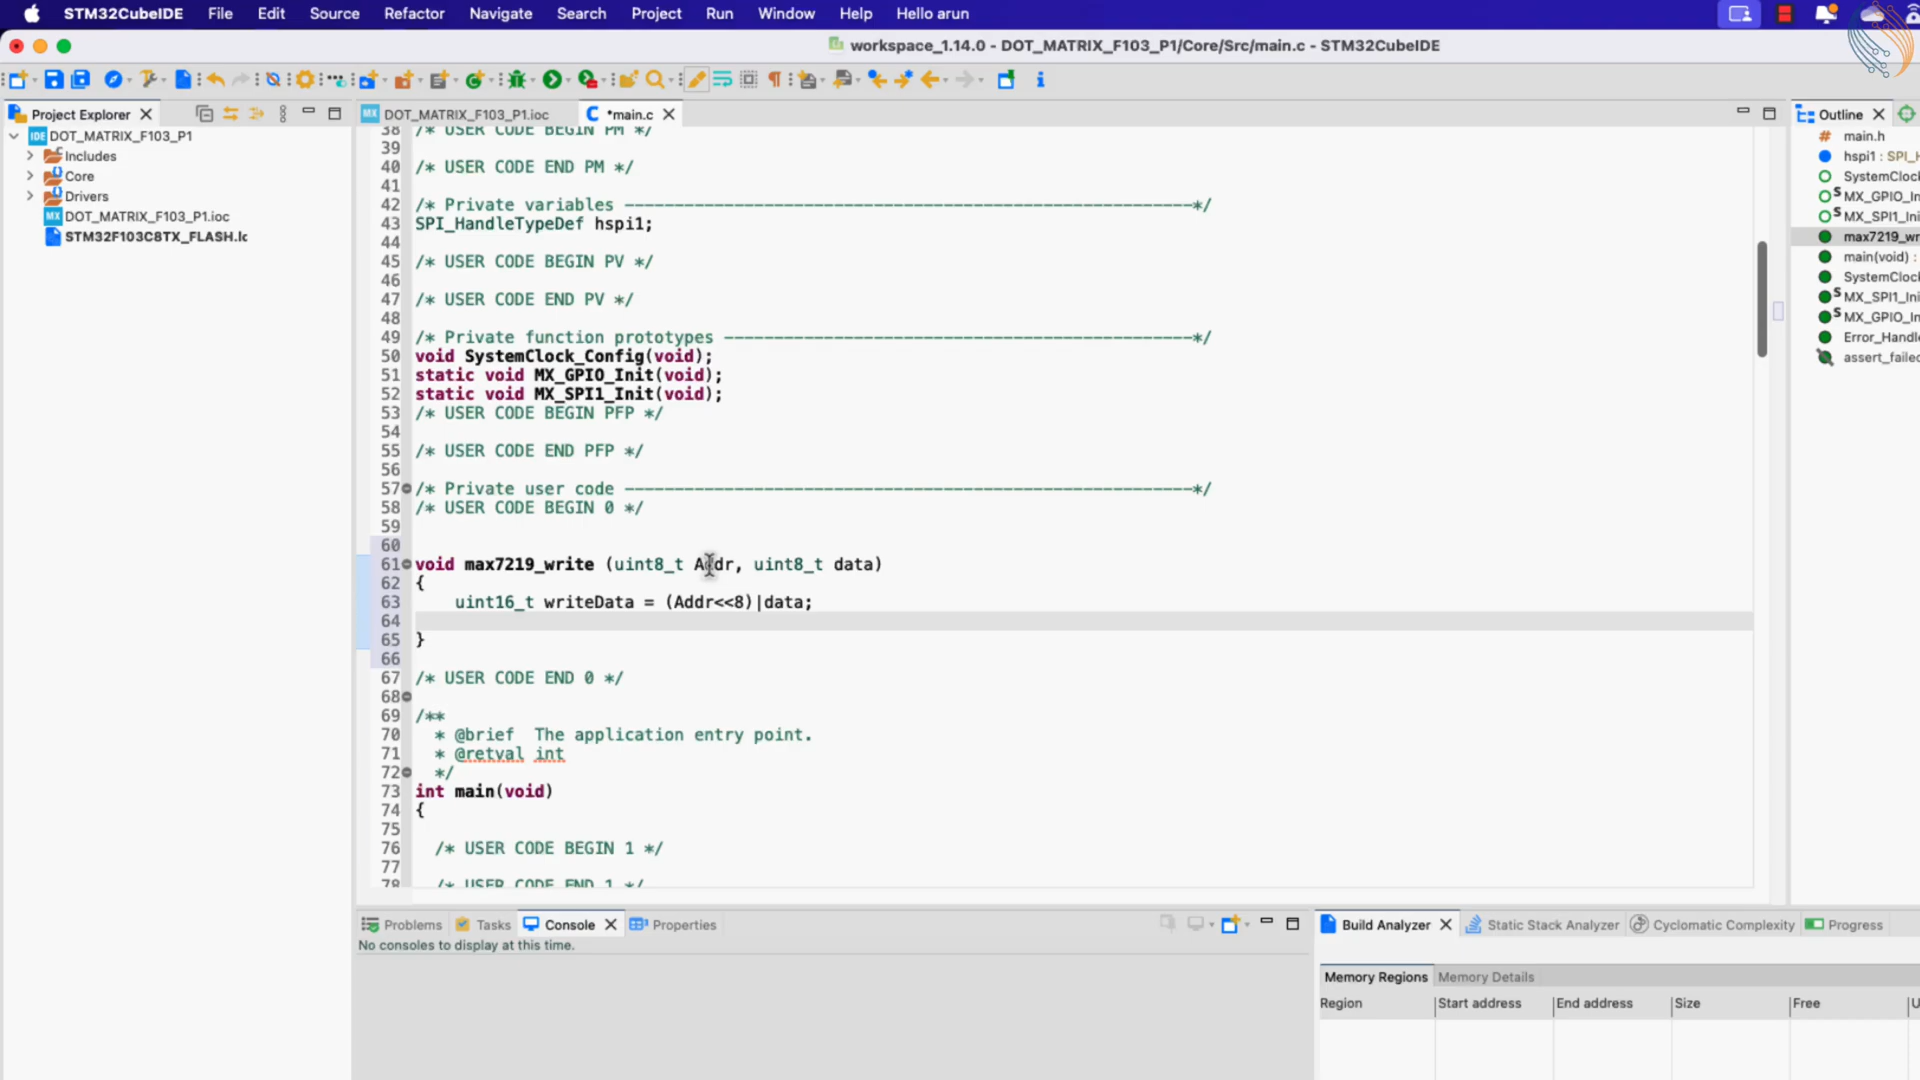 STM32CubeIDE File Edit Source Refactor Navigate Search Project Run Window Help Hello arun
workspace_1.14.0 - DOT_MATRIX_F103_P1/Core/Src/main.c - STM32CubeIDE
Project Explorer
DOT_MATRIX_F103_P1
Includes
Core
Drivers
DOT_MATRIX_F103_P1.ioc
STM32F103C8TX_FLASH.lc
DOT_MATRIX_F103_P1.ioc *main.c
38 /* USER CODE BEGIN PM */
39
40 /* USER CODE END PM */
41
42 /* Private variables ---------------------------------------------------------*/
43 SPI_HandleTypeDef hspi1;
44
45 /* USER CODE BEGIN PV */
46
47 /* USER CODE END PV */
48
49 /* Private function prototypes -----------------------------------------------*/
50 void SystemClock_Config(void);
51 static void MX_GPIO_Init(void);
52 static void MX_SPI1_Init(void);
53 /* USER CODE BEGIN PFP */
54
55 /* USER CODE END PFP */
56
57 /* Private user code ---------------------------------------------------------*/
58 /* USER CODE BEGIN 0 */
59
60
61 void max7219_write (uint8_t Addr, uint8_t data)
62 {
63 uint16_t writeData = (Addr<<8)|data;
64
65 }
66
67 /* USER CODE END 0 */
68
69 /**
70 * @brief The application entry point.
71 * @retval int
72 */
73 int main(void)
74 {
75
76 /* USER CODE BEGIN 1 */
77
78 /* USER CODE END 1 */
Outline
main.h
hspi1 : SPI_H
SystemClock
MX_GPIO_In
MX_SPI1_Ini
max7219_wr
main(void) :
SystemClock
MX_SPI1_Ini
MX_GPIO_In
Error_Handle
assert_failed
Problems Tasks Console Properties
No consoles to display at this time.
Build Analyzer Static Stack Analyzer Cyclomatic Complexity Progress
Memory Regions Memory Details
Region Start address End address Size Free U